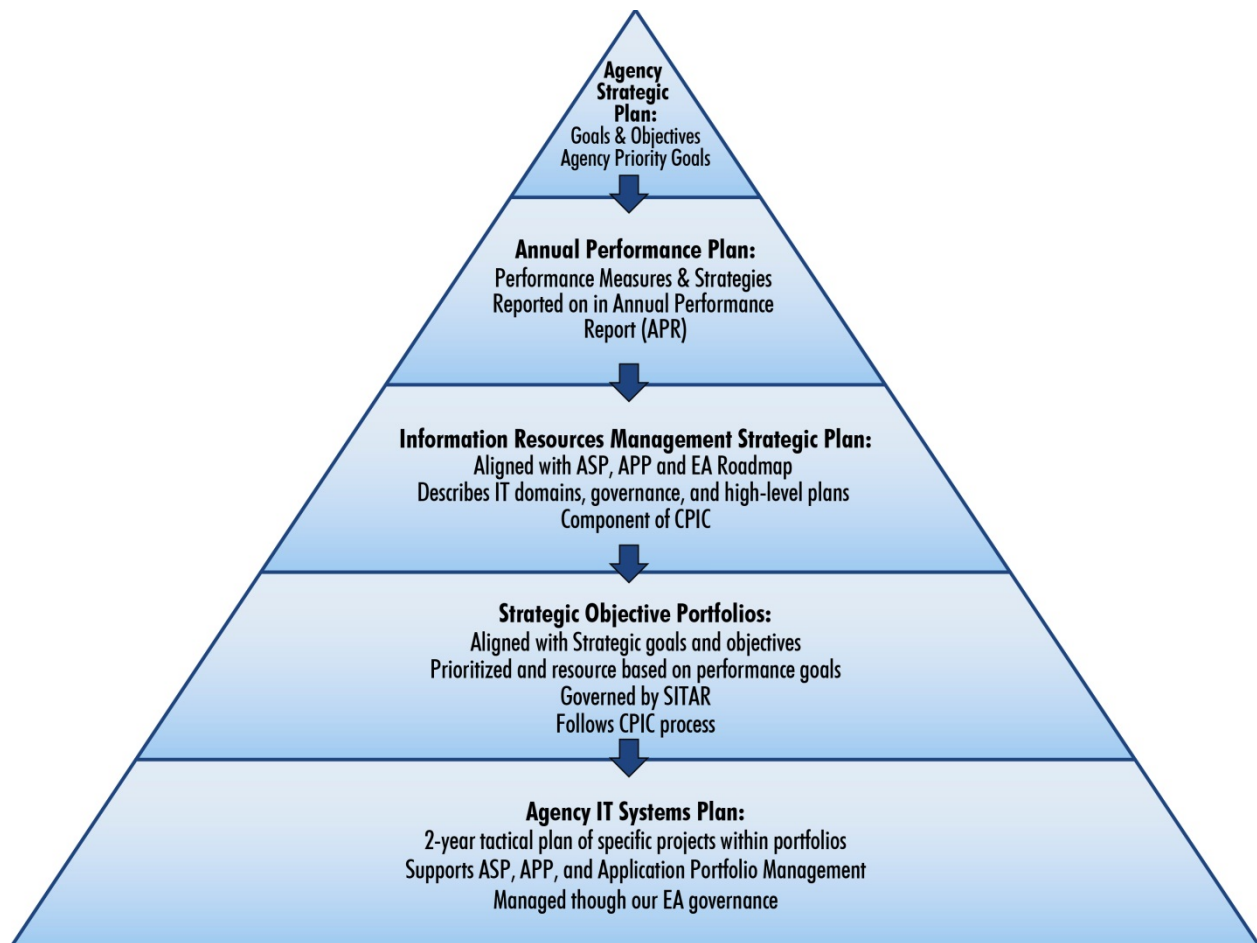 Agency
Strategic
Plan:
Goals & Objectives
Agency Priority Goals
Annual Performance Plan:
Performance Measures & Strategies
Reported on in Annual Performance
Report (APR)
Information Resources Management Strategic Plan:
Aligned with ASP, APP and EA Roadmap
Describes IT domains, governance, and high-level plans
Component of CPIC
Strategic Objective Portfolios:
Aligned with Strategic goals and objectives
Prioritized and resource based on performance goals
Governed by SITAR
Follows CPIC process
Agency IT Systems Plan:
2-year tactical plan of specific projects within portfolios
Supports ASP, APP, and Application Portfolio Management
Managed though our EA governance